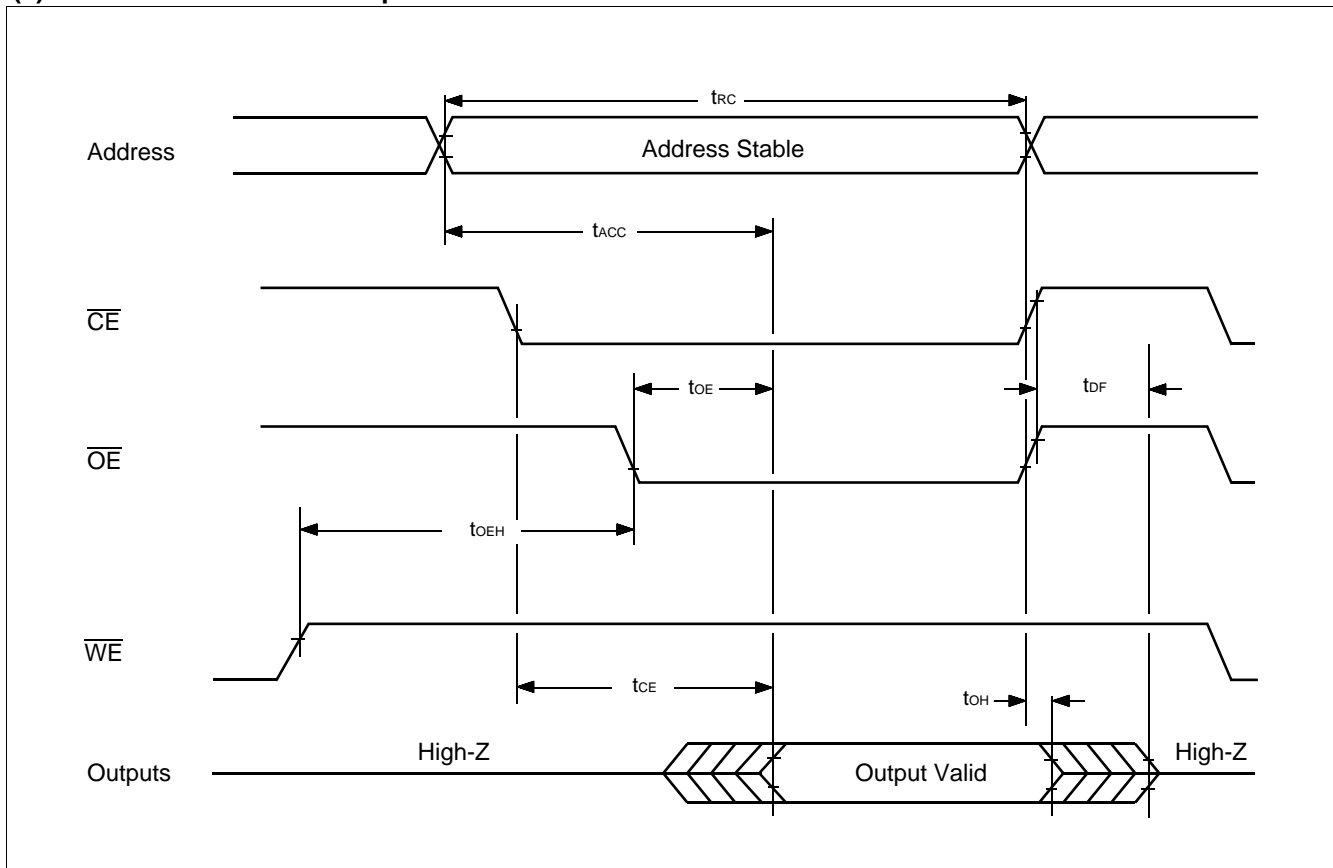 tRC
Address
Address Stable
tACC
CE
tOE
tDF
OE
tOEH
WE
tCE
tOH
High-Z
High-Z
Outputs
Output Valid